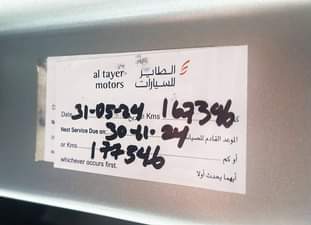 al tayer motors الطاير للسيارات
Date 31-05-24 Kms 167346
Next Service Due on: 30-11-24 الموعد القادم للصيانة
or Kms 177346 أو كم
whichever occurs first. أيهما يحدث أولا